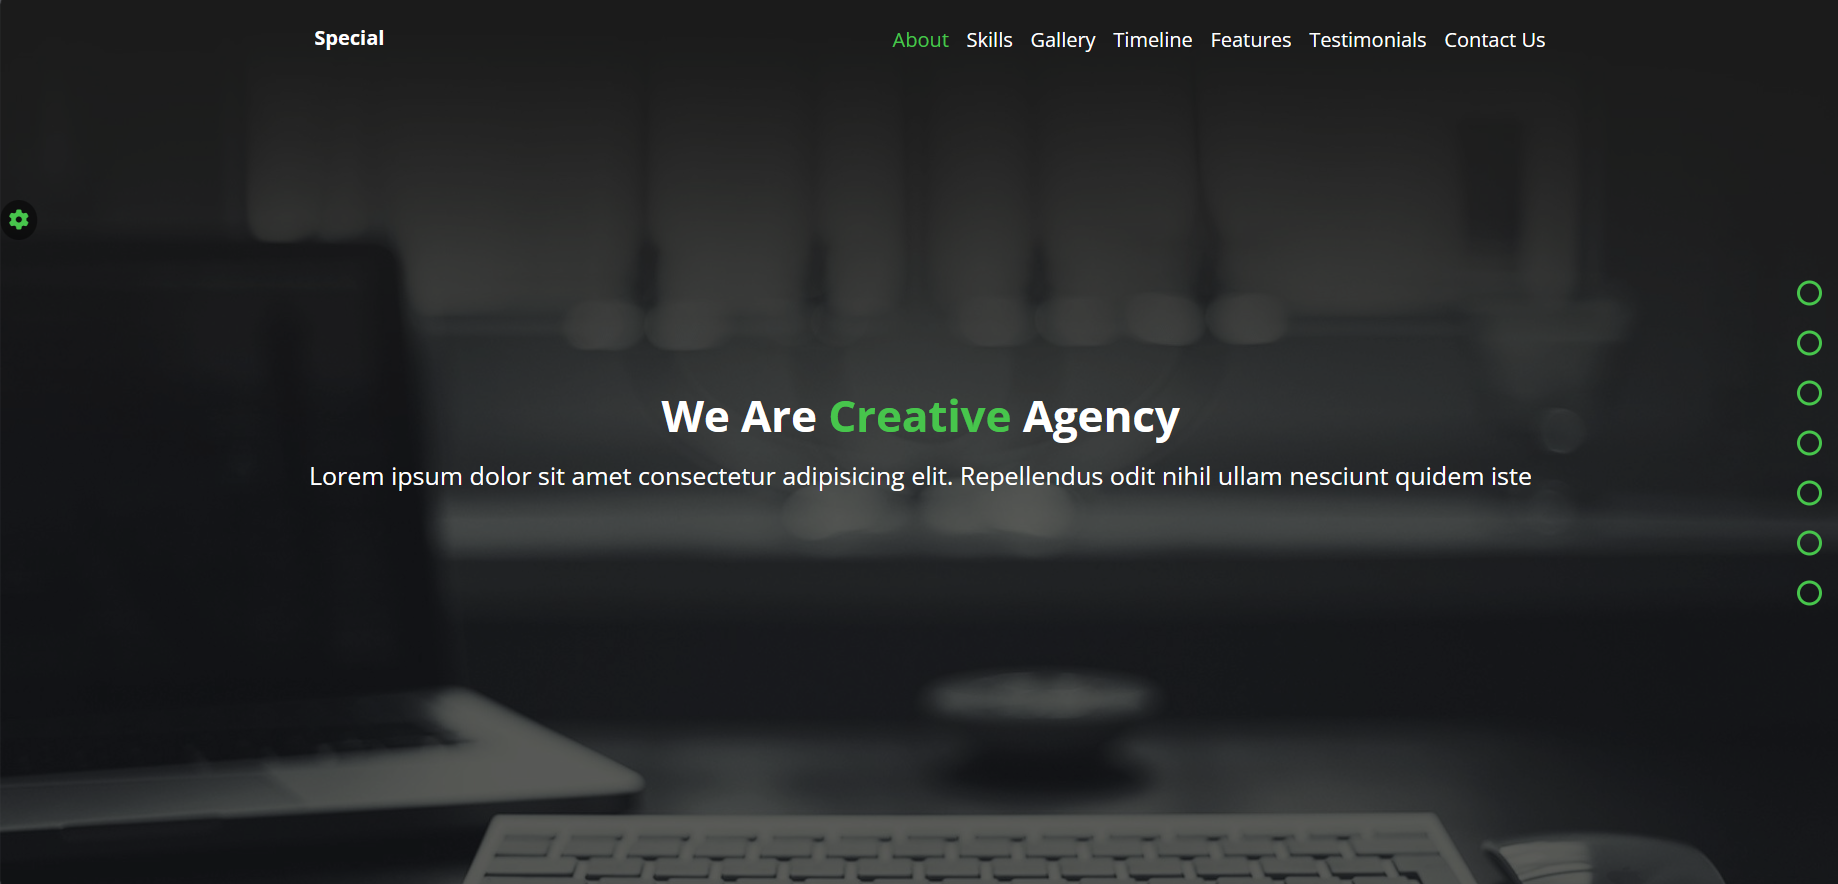 Special
About Skills Gallery Timeline Features Testimonials Contact Us
We Are Creative Agency
Lorem ipsum dolor sit amet consectetur adipisicing elit. Repellendus odit nihil ullam nesciunt quidem iste